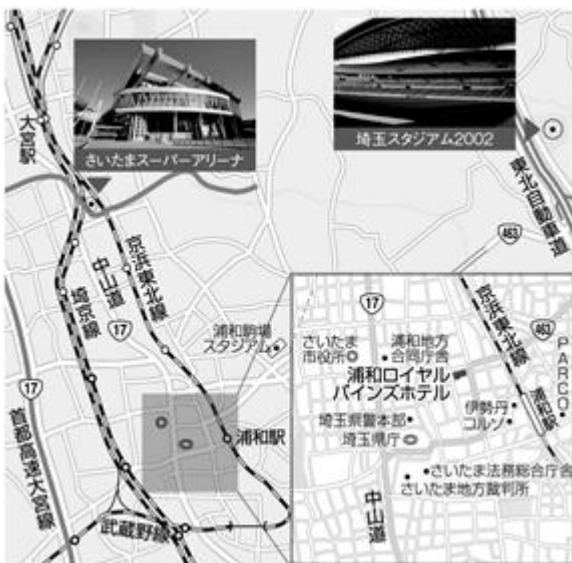 さいたまスーパーアリーナ
埼玉スタジアム2002
大宮駅
東北自動車道
463
京浜東北線
中山道
埼京線
17
浦和駒場
スタジアム
17
首都高速大宮線
浦和駅
武蔵野線
17
京浜東北線
463
さいたま
市役所
浦和地方
合同庁舎
浦和ロイヤル
パインズホテル
PARCO
浦和駅
伊勢丹
コルソ
埼玉県警本部
埼玉県庁
さいたま法務総合庁舎
さいたま地方裁判所
中山道